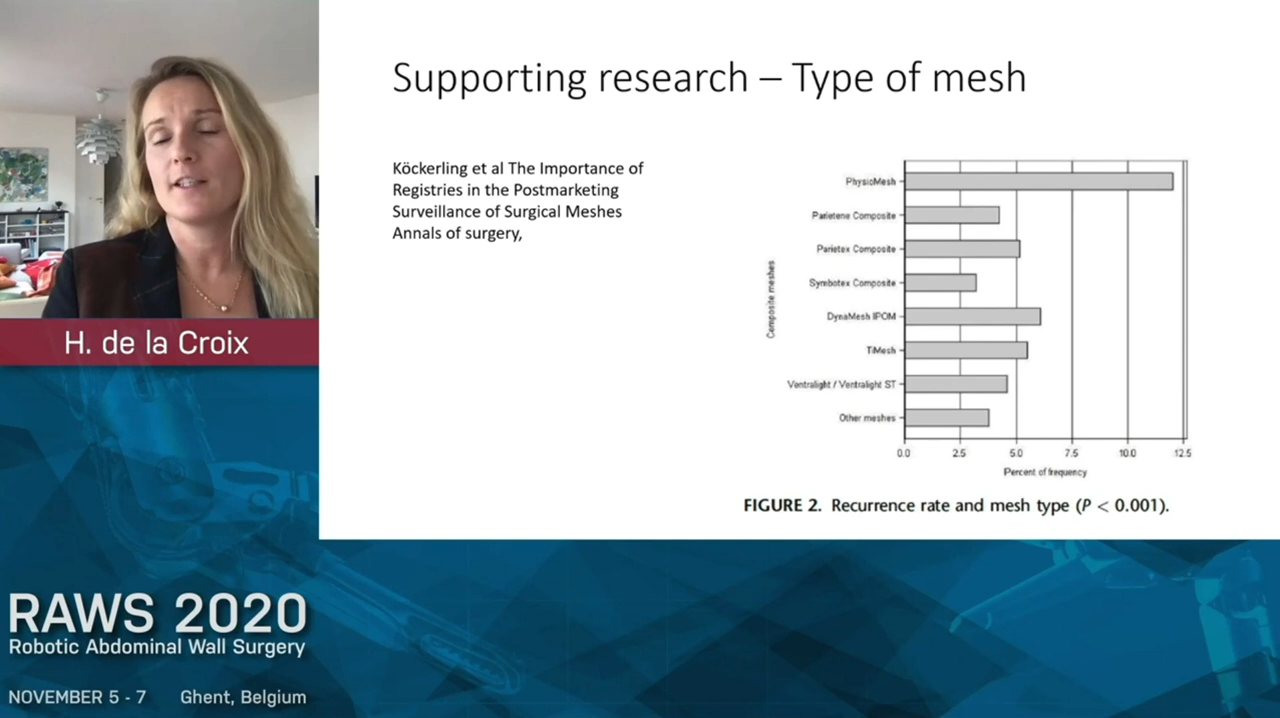 Supporting research – Type of mesh
Köckerling et al The Importance of
Registries in the Postmarketing
Surveillance of Surgical Meshes
Annals of surgery,
Composite meshes
PhysioMesh
Parietene Composite
Parietex Composite
Symbotex Composite
DynaMesh IPOM
TiMesh
Ventralight / Ventralight ST
Other meshes
0.0 2.5 5.0 7.5 10.0 12.5
Percent of frequency
FIGURE 2. Recurrence rate and mesh type (P < 0.001).
H. de la Croix
RAWS 2020
Robotic Abdominal Wall Surgery
NOVEMBER 5 - 7 Ghent, Belgium